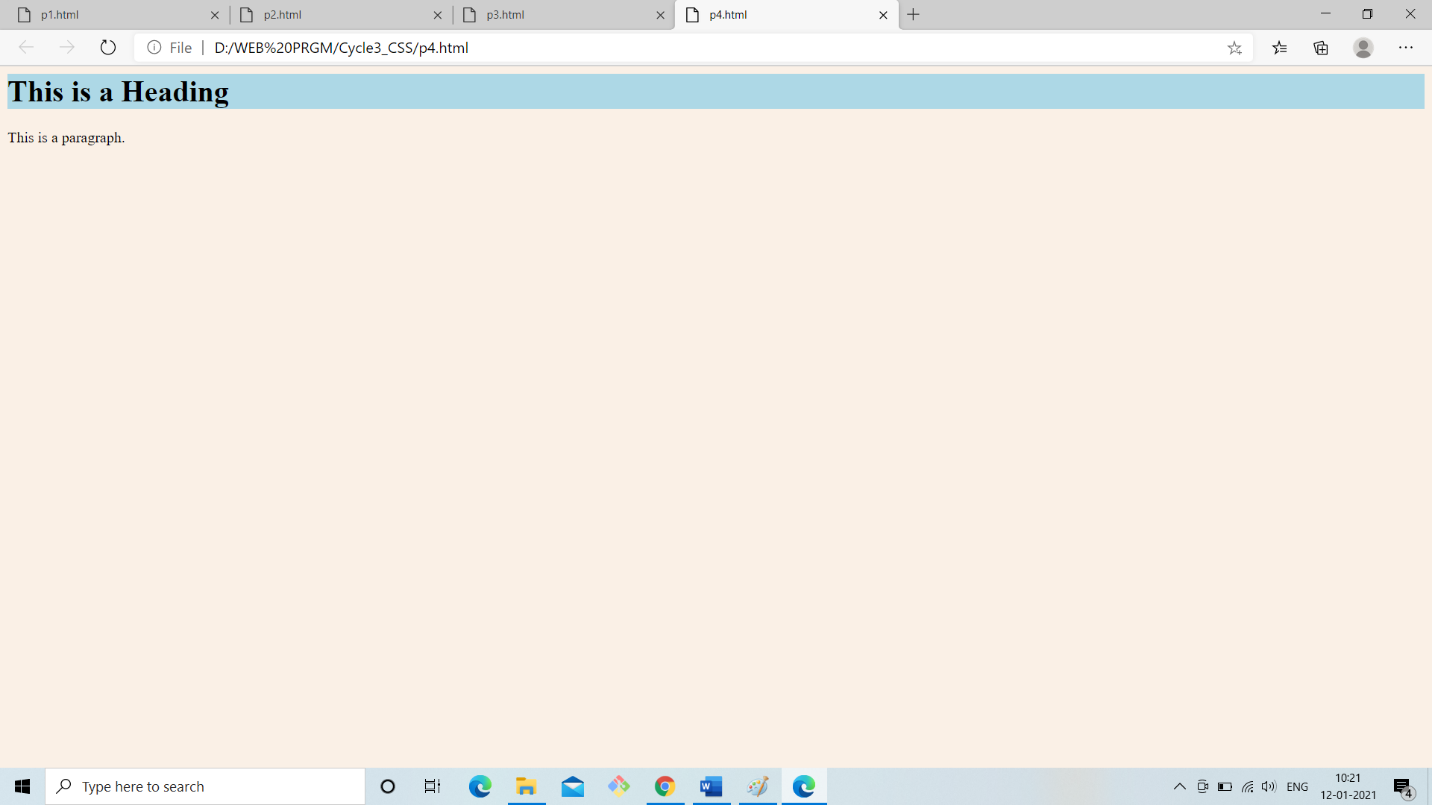 p1.html
p2.html
p3.html
p4.html
File
D:/WEB%20PRGM/Cycle3_CSS/p4.html
This is a Heading
This is a paragraph.
Type here to search
W
ENG
10:21
12-01-2021
4